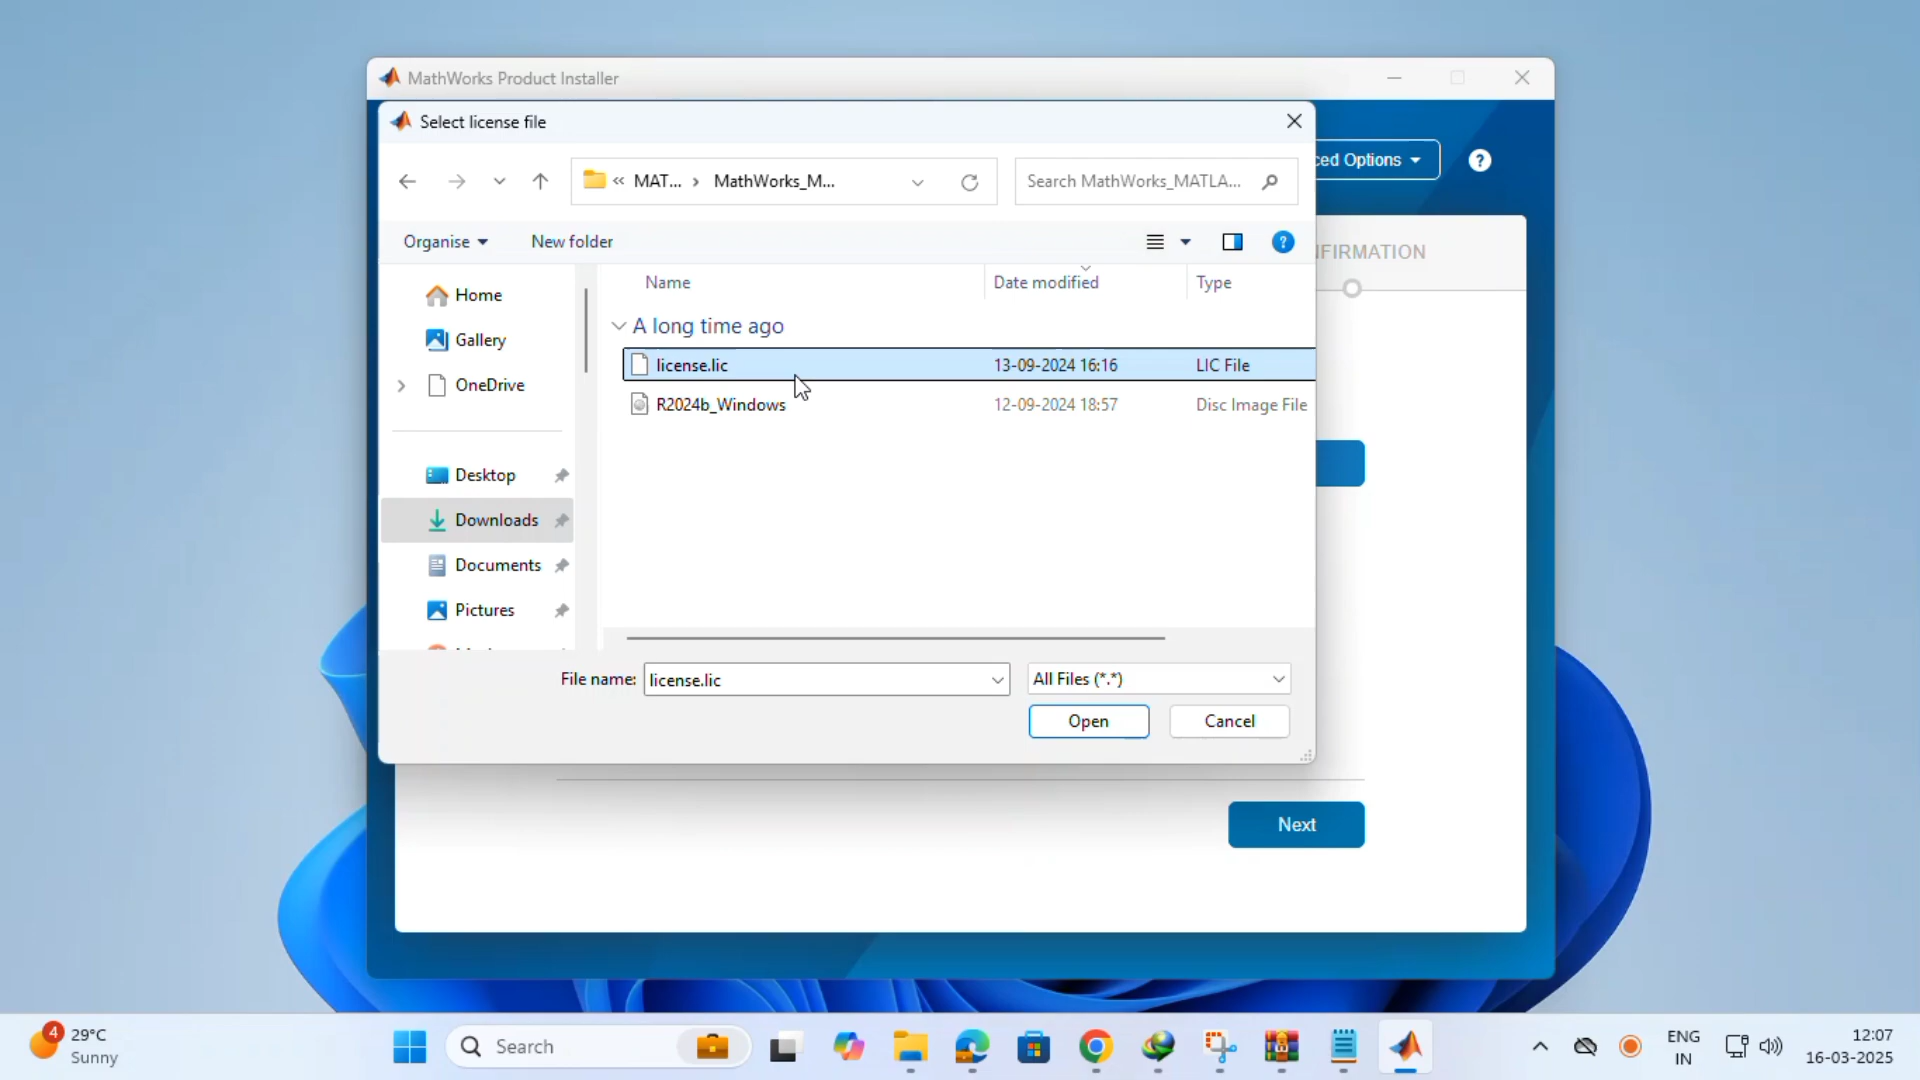 MathWorks Product Installer
Select license file
« MAT... › MathWorks_M...
Search MathWorks_MATLA...
ced Options
Organise
New folder
Name
Date modified
Type
Home
Gallery
OneDrive
Desktop
Downloads
Documents
Pictures
A long time ago
license.lic 13-09-2024 16:16 LIC File
R2024b_Windows 12-09-2024 18:57 Disc Image File
NFIRMATION
File name: license.lic All Files (*.*)
Open Cancel
Next
4 29°C
Sunny
Search
ENG
IN
12:07
16-03-2025